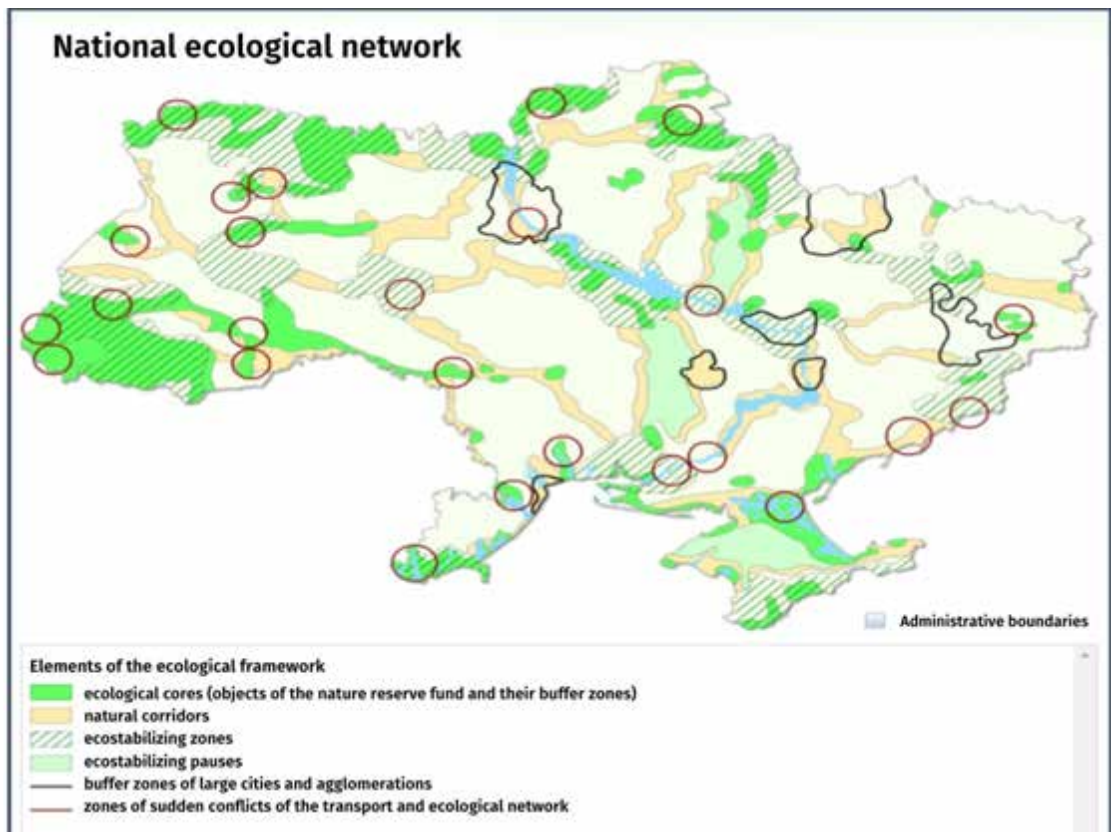 National ecological network
Administrative boundaries
Elements of the ecological framework
ecological cores (objects of the nature reserve fund and their buffer zones)
natural corridors
ecostabilizing zones
ecostabilizing pauses
buffer zones of large cities and agglomerations
zones of sudden conflicts of the transport and ecological network